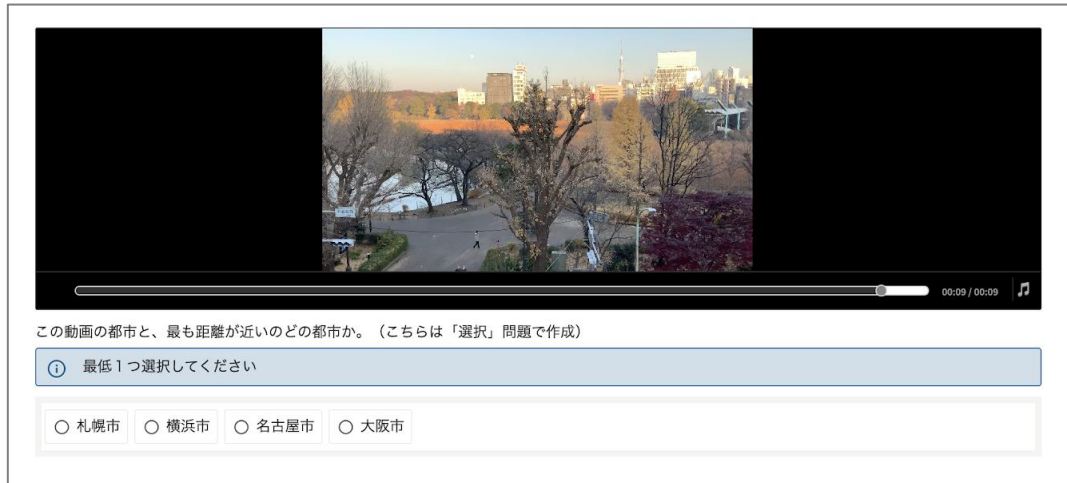 00:09 / 00:09
この動画の都市と、最も距離が近いのどの都市か。（こちらは「選択」問題で作成）
最低１つ選択してください
札幌市
横浜市
名古屋市
大阪市